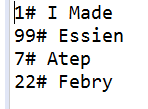 1# I Made
99# Essien
7# Atep
22# Febry